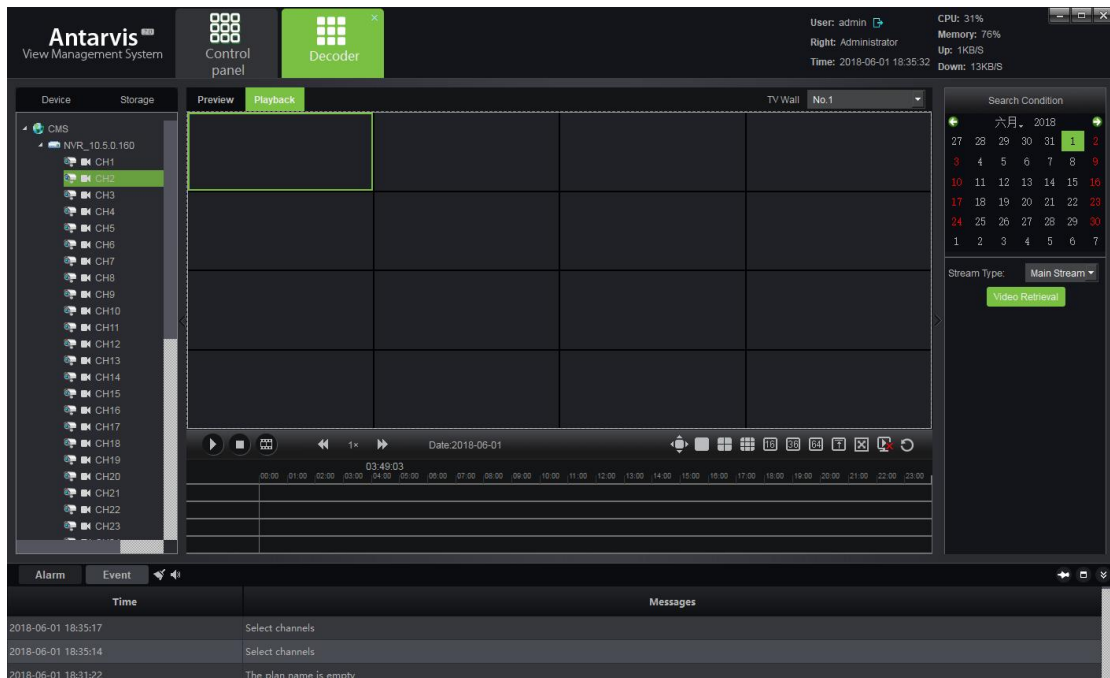 Antarvis 2.0
View Management System
Control
panel
Decoder
User: admin
Right: Administrator
Time: 2018-06-01 18:35:32
CPU: 31%
Memory: 76%
Up: 1KB/S
Down: 13KB/S
Device Storage
Preview Playback
TV Wall No.1
Search Condition
CMS
NVR_10.5.0.160
CH1
CH2
CH3
CH4
CH5
CH6
CH7
CH8
CH9
CH10
CH11
CH12
CH13
CH14
CH15
CH16
CH17
CH18
CH19
CH20
CH21
CH22
CH23
六月, 2018
27 28 29 30 31 1 2
3 4 5 6 7 8 9
10 11 12 13 14 15 16
17 18 19 20 21 22 23
24 25 26 27 28 29 30
1 2 3 4 5 6 7
Stream Type: Main Stream
Video Retrieval
1×
Date:2018-06-01
16 36 64
03:49:03
00:00 01:00 02:00 03:00 04:00 05:00 06:00 07:00 08:00 09:00 10:00 11:00 12:00 13:00 14:00 15:00 16:00 17:00 18:00 19:00 20:00 21:00 22:00 23:00
Alarm Event
Time Messages
2018-06-01 18:35:17 Select channels
2018-06-01 18:35:14 Select channels
2018-06-01 18:31:22 The plan name is empty